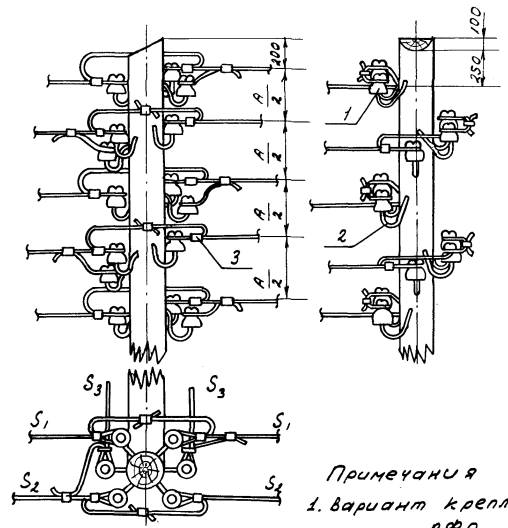 100
200
250
A/2
A/2
A/2
A/2
1
2
3
S₃ S₃
S₁ S₁
S₂ S₂
Примечания
1. Вариант крепл